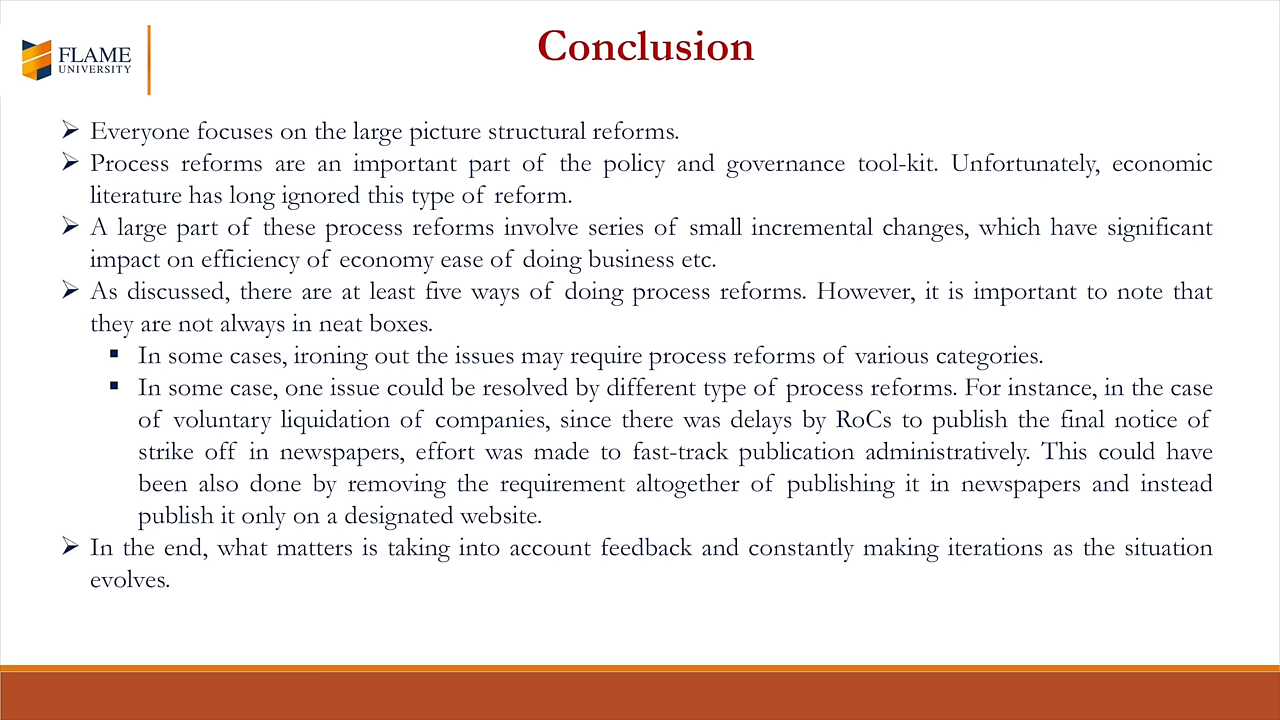 FLAME
UNIVERSITY
Conclusion
➢ Everyone focuses on the large picture structural reforms.
➢ Process reforms are an important part of the policy and governance tool-kit. Unfortunately, economic
literature has long ignored this type of reform.
➢ A large part of these process reforms involve series of small incremental changes, which have significant
impact on efficiency of economy ease of doing business etc.
➢ As discussed, there are at least five ways of doing process reforms. However, it is important to note that
they are not always in neat boxes.
▪ In some cases, ironing out the issues may require process reforms of various categories.
▪ In some case, one issue could be resolved by different type of process reforms. For instance, in the case
of voluntary liquidation of companies, since there was delays by RoCs to publish the final notice of
strike off in newspapers, effort was made to fast-track publication administratively. This could have
been also done by removing the requirement altogether of publishing it in newspapers and instead
publish it only on a designated website.
➢ In the end, what matters is taking into account feedback and constantly making iterations as the situation
evolves.